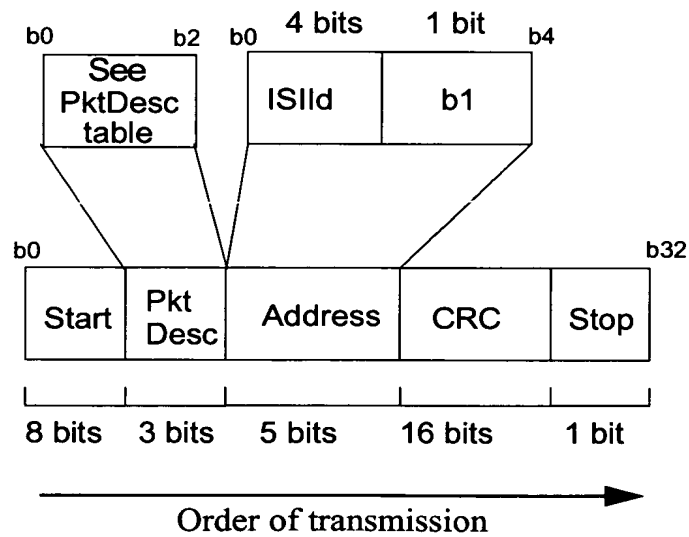 4 bits 1 bit
b0 b2 b0 b4
See
PktDesc
table
ISIId b1
b0 b32
Start Pkt
Desc Address CRC Stop
8 bits 3 bits 5 bits 16 bits 1 bit
Order of transmission